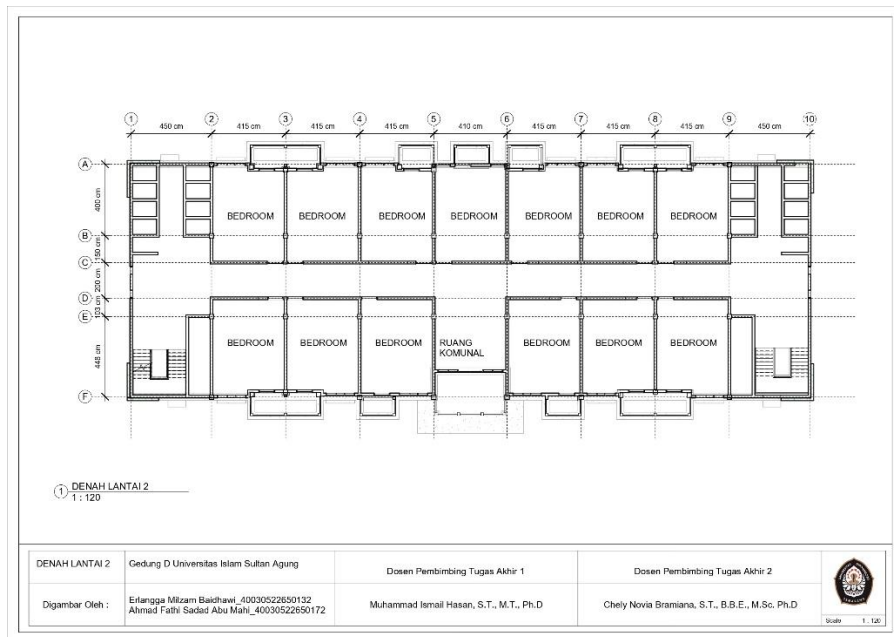 1 2 3 4 5 6 7 8 9 10
450 cm 415 cm 415 cm 415 cm 410 cm 415 cm 415 cm 415 cm 450 cm
A
400 cm
BEDROOM BEDROOM BEDROOM BEDROOM BEDROOM BEDROOM BEDROOM
B
150 cm
C
200 cm
D
103 cm
E
448 cm
BEDROOM BEDROOM BEDROOM RUANG KOMUNAL BEDROOM BEDROOM BEDROOM
F
1 DENAH LANTAI 2
1 : 120
DENAH LANTAI 2
Gedung D Universitas Islam Sultan Agung
Dosen Pembimbing Tugas Akhir 1
Dosen Pembimbing Tugas Akhir 2
Digambar Oleh :
Erlangga Milzam Baidhawi_40030522650132
Ahmad Fathi Sadad Abu Mahi_40030522650172
Muhammad Ismail Hasan, S.T., M.T., Ph.D
Chely Novia Bramiana, S.T., B.B.E., M.Sc. Ph.D
Scale 1 : 120